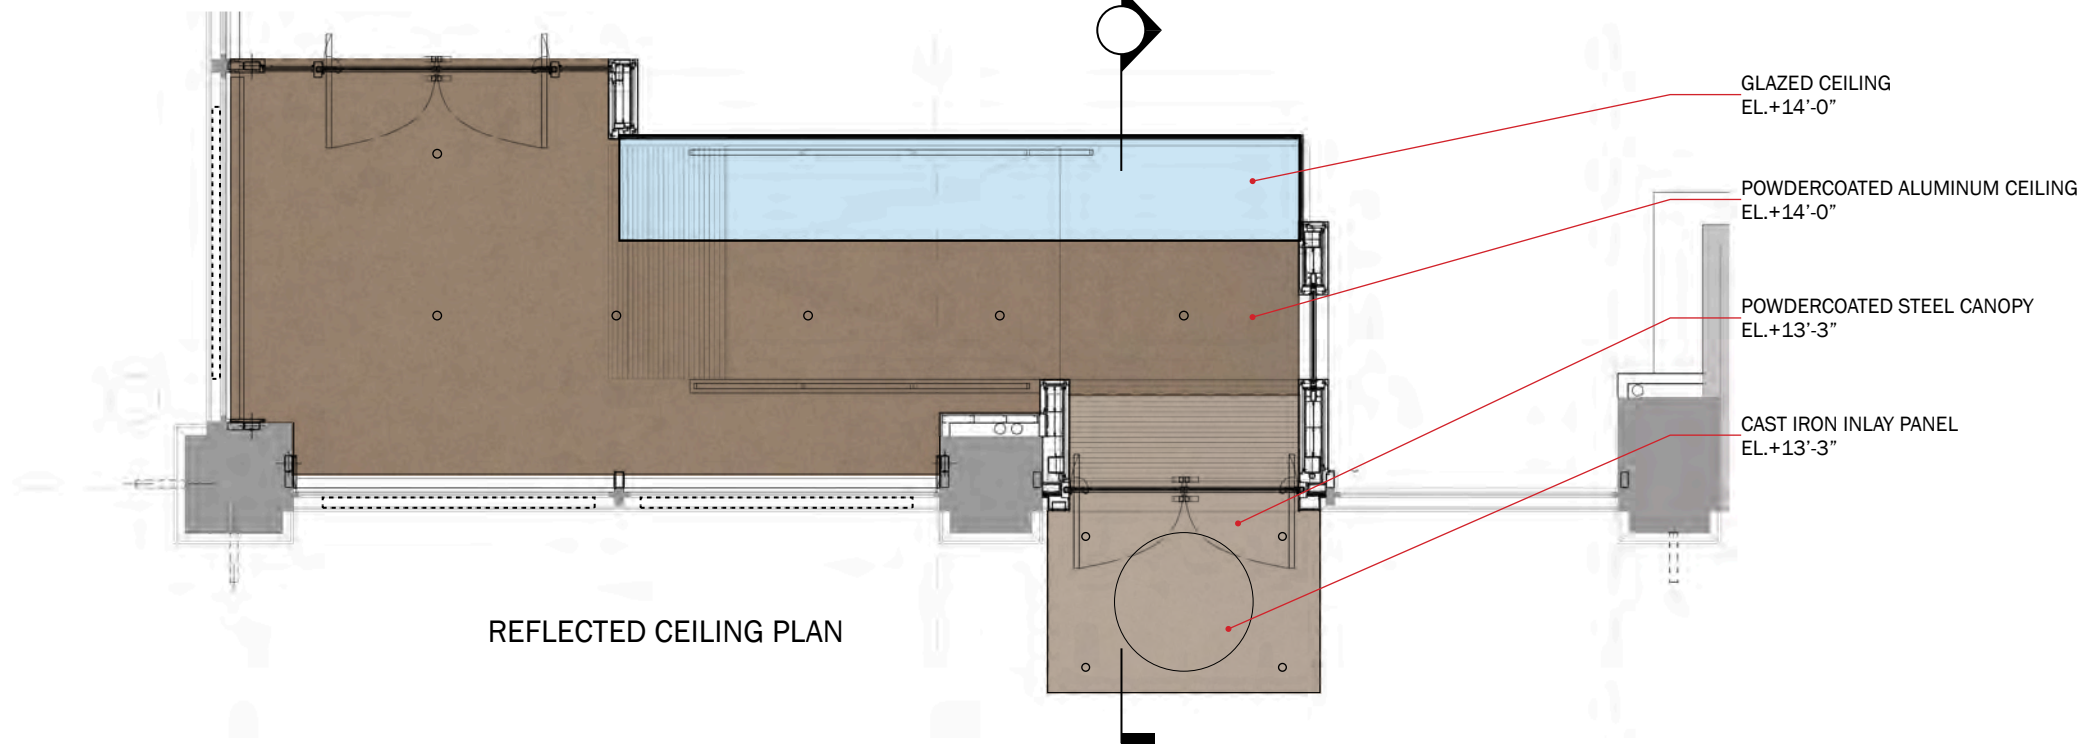 GLAZED CEILING
EL.+14'-0"
POWDERCOATED ALUMINUM CEILING
EL.+14'-0"
POWDERCOATED STEEL CANOPY
EL.+13'-3"
CAST IRON INLAY PANEL
EL.+13'-3"
REFLECTED CEILING PLAN